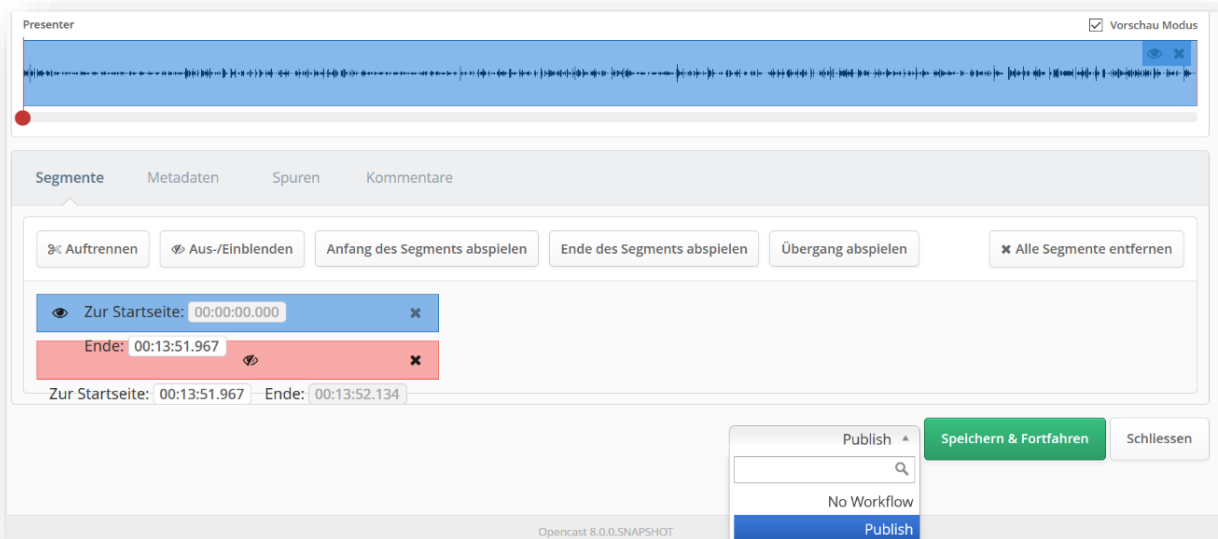 Presenter Vorschau Modus
Segmente Metadaten Spuren Kommentare
Auftrennen Aus-/Einblenden Anfang des Segments abspielen Ende des Segments abspielen Übergang abspielen Alle Segmente entfernen
Zur Startseite: 00:00:00.000
Ende: 00:13:51.967
Zur Startseite: 00:13:51.967 Ende: 00:13:52.134
Publish Speichern & Fortfahren Schliessen
No Workflow
Opencast 8.0.0.SNAPSHOT Publish